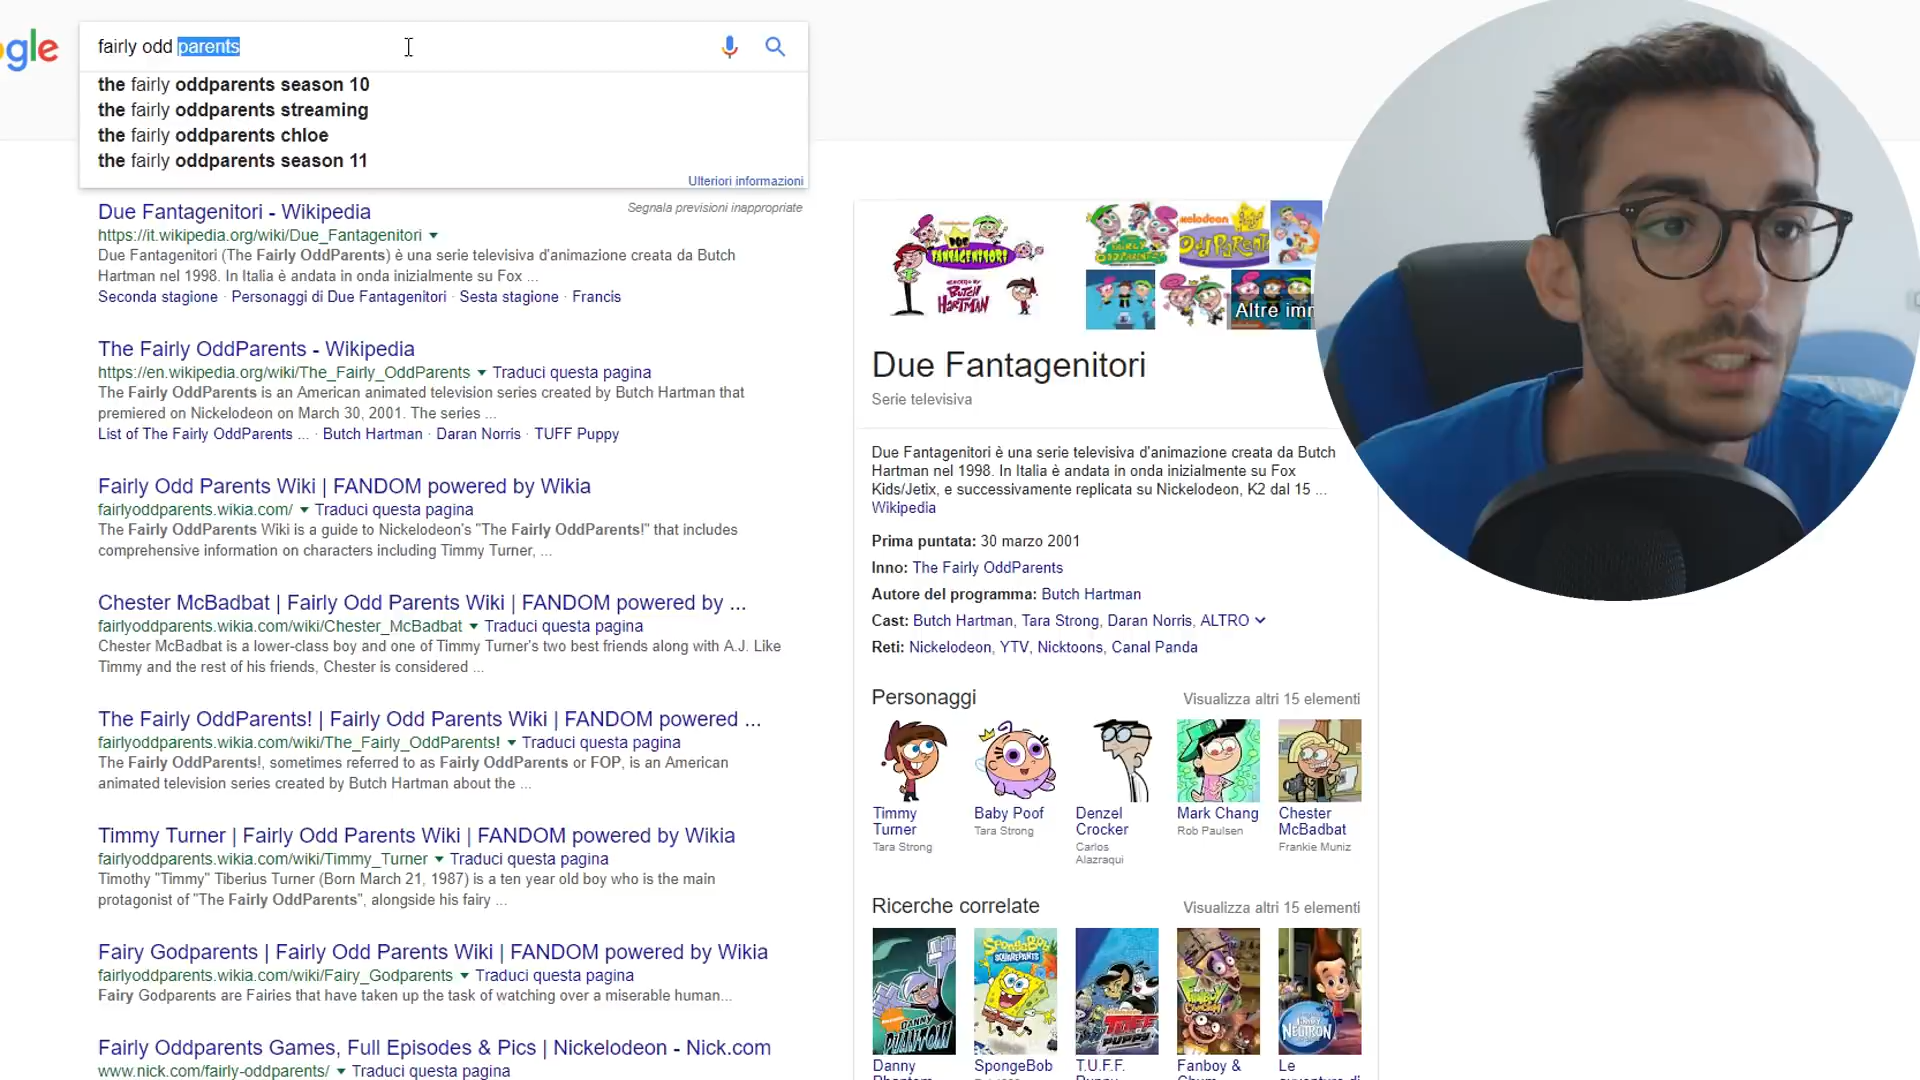 gle
fairly odd parents
the fairly oddparents season 10
the fairly oddparents streaming
the fairly oddparents chloe
the fairly oddparents season 11
Ulteriori informazioni
Segnala previsioni inappropriate
Due Fantagenitori - Wikipedia
https://it.wikipedia.org/wiki/Due_Fantagenitori
Due Fantagenitori (The Fairly OddParents) è una serie televisiva d'animazione creata da Butch
Hartman nel 1998. In Italia è andata in onda inizialmente su Fox ...
Seconda stagione · Personaggi di Due Fantagenitori · Sesta stagione · Francis
The Fairly OddParents - Wikipedia
https://en.wikipedia.org/wiki/The_Fairly_OddParents Traduci questa pagina
The Fairly OddParents is an American animated television series created by Butch Hartman that
premiered on Nickelodeon on March 30, 2001. The series ...
List of The Fairly OddParents ... · Butch Hartman · Daran Norris · TUFF Puppy
Fairly Odd Parents Wiki | FANDOM powered by Wikia
fairlyoddparents.wikia.com/ Traduci questa pagina
The Fairly OddParents Wiki is a guide to Nickelodeon's "The Fairly OddParents!" that includes
comprehensive information on characters including Timmy Turner, ...
Chester McBadbat | Fairly Odd Parents Wiki | FANDOM powered by ...
fairlyoddparents.wikia.com/wiki/Chester_McBadbat Traduci questa pagina
Chester McBadbat is a lower-class boy and one of Timmy Turner's two best friends along with A.J. Like
Timmy and the rest of his friends, Chester is considered ...
The Fairly OddParents! | Fairly Odd Parents Wiki | FANDOM powered ...
fairlyoddparents.wikia.com/wiki/The_Fairly_OddParents! Traduci questa pagina
The Fairly OddParents!, sometimes referred to as Fairly OddParents or FOP, is an American
animated television series created by Butch Hartman about the ...
Timmy Turner | Fairly Odd Parents Wiki | FANDOM powered by Wikia
fairlyoddparents.wikia.com/wiki/Timmy_Turner Traduci questa pagina
Timothy "Timmy" Tiberius Turner (Born March 21, 1987) is a ten year old boy who is the main
protagonist of "The Fairly OddParents", alongside his fairy ...
Fairy Godparents | Fairly Odd Parents Wiki | FANDOM powered by Wikia
fairlyoddparents.wikia.com/wiki/Fairy_Godparents Traduci questa pagina
Fairy Godparents are Fairies that have taken up the task of watching over a miserable human...
Fairly Oddparents Games, Full Episodes & Pics | Nickelodeon - Nick.com
www.nick.com/fairly-oddparents/ Traduci questa pagina
DUE
FANTAGENITORI
BUTCH
HARTMAN
ODDPARENTS
nickelodeon
OddParents
Altre imm
Due Fantagenitori
Serie televisiva
Due Fantagenitori è una serie televisiva d'animazione creata da Butch
Hartman nel 1998. In Italia è andata in onda inizialmente su Fox
Kids/Jetix, e successivamente replicata su Nickelodeon, K2 dal 15 ...
Wikipedia
Prima puntata: 30 marzo 2001
Inno: The Fairly OddParents
Autore del programma: Butch Hartman
Cast: Butch Hartman, Tara Strong, Daran Norris, ALTRO
Reti: Nickelodeon, YTV, Nicktoons, Canal Panda
Personaggi
Visualizza altri 15 elementi
Timmy
Turner
Tara Strong
Baby Poof
Tara Strong
Denzel
Crocker
Carlos
Alazraqui
Mark Chang
Rob Paulsen
Chester
McBadbat
Frankie Muniz
Ricerche correlate
Visualizza altri 15 elementi
DANNY
PHANTOM
SpongeBob
SQUAREPANTS
TUFF
PUPPY
FANBOY
NEUTRON
Danny
Phantom
SpongeBob
T.U.F.F.
Puppy
Fanboy &
Chum
Le
avventure di